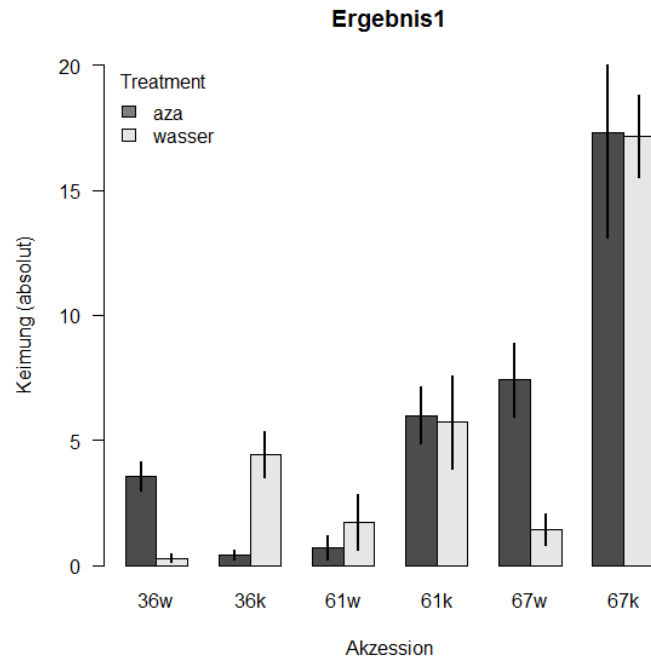 Ergebnis1
Treatment
aza
wasser
20
15
10
5
0
Keimung (absolut)
36w 36k 61w 61k 67w 67k
Akzession